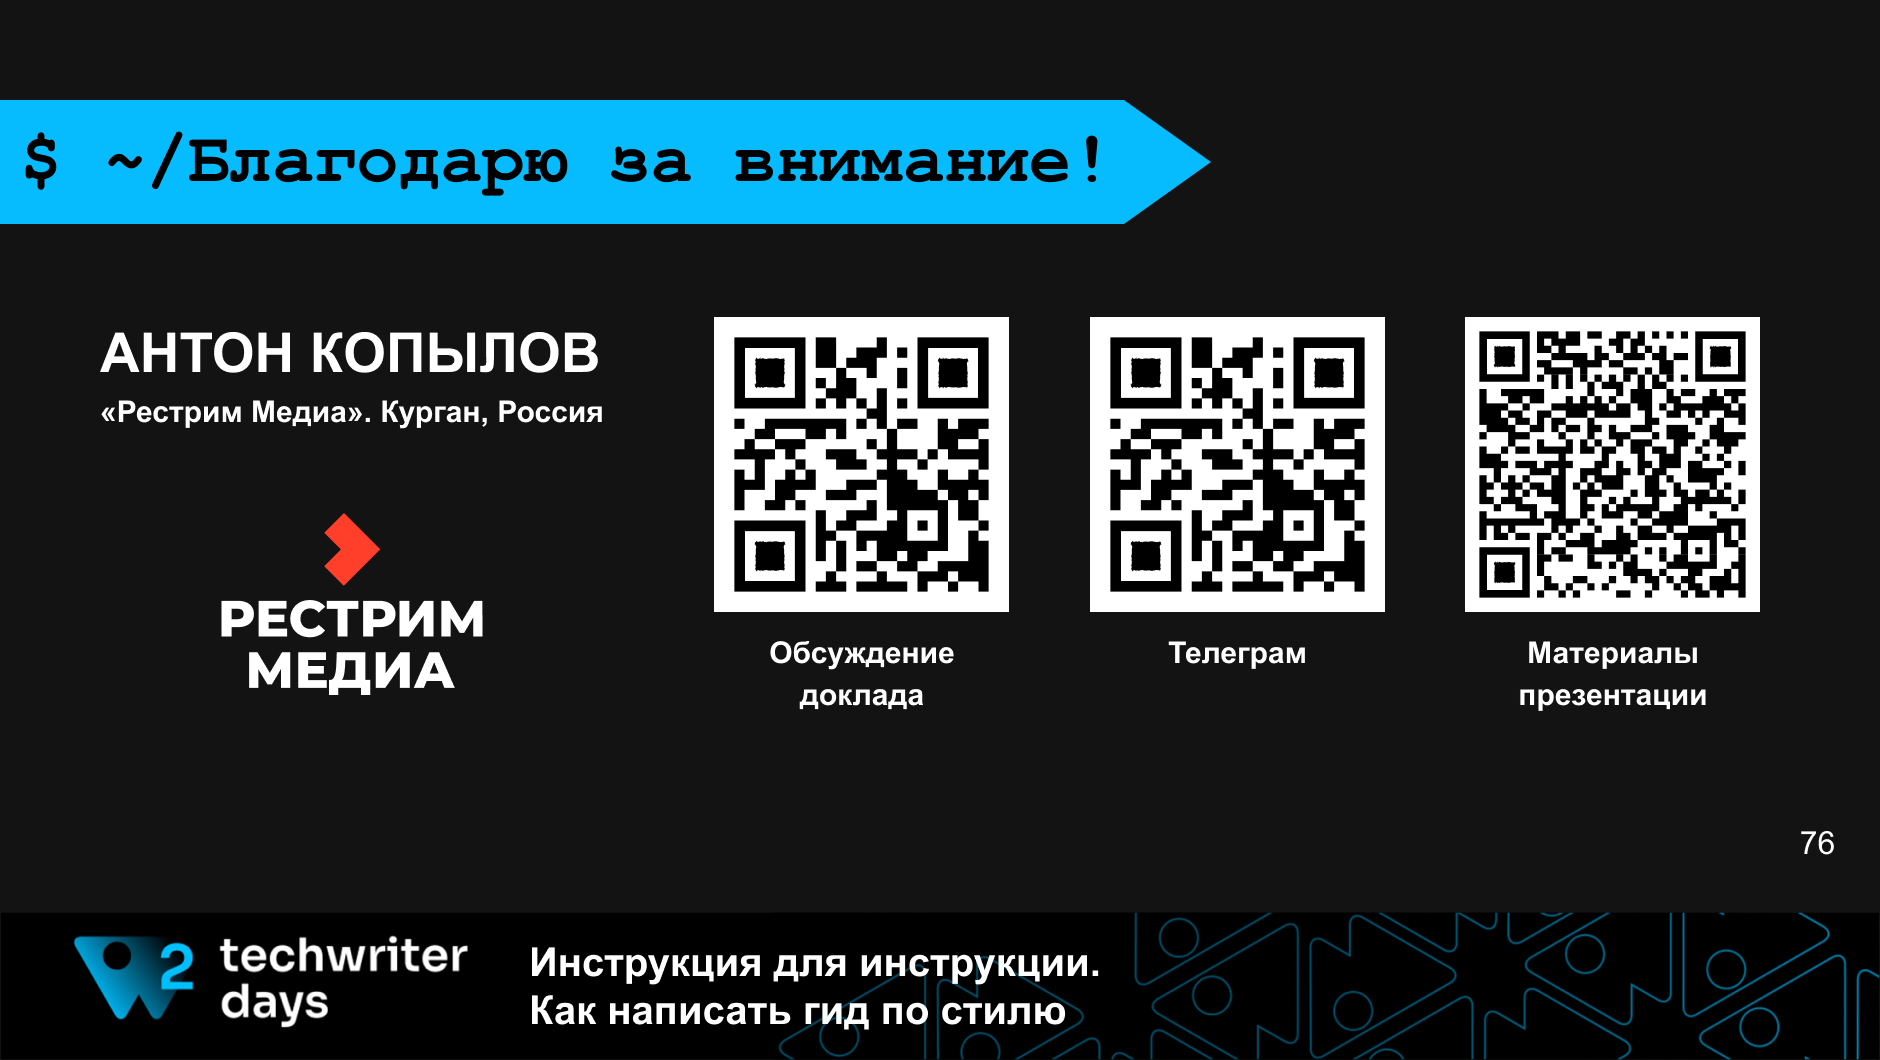 $ ~/Благодарю за внимание!
АНТОН КОПЫЛОВ
«Рестрим Медиа». Курган, Россия
РЕСТРИМ
МЕДИА
Обсуждение
доклада
Телеграм
Материалы
презентации
76
2
techwriter
days
Инструкция для инструкции.
Как написать гид по стилю